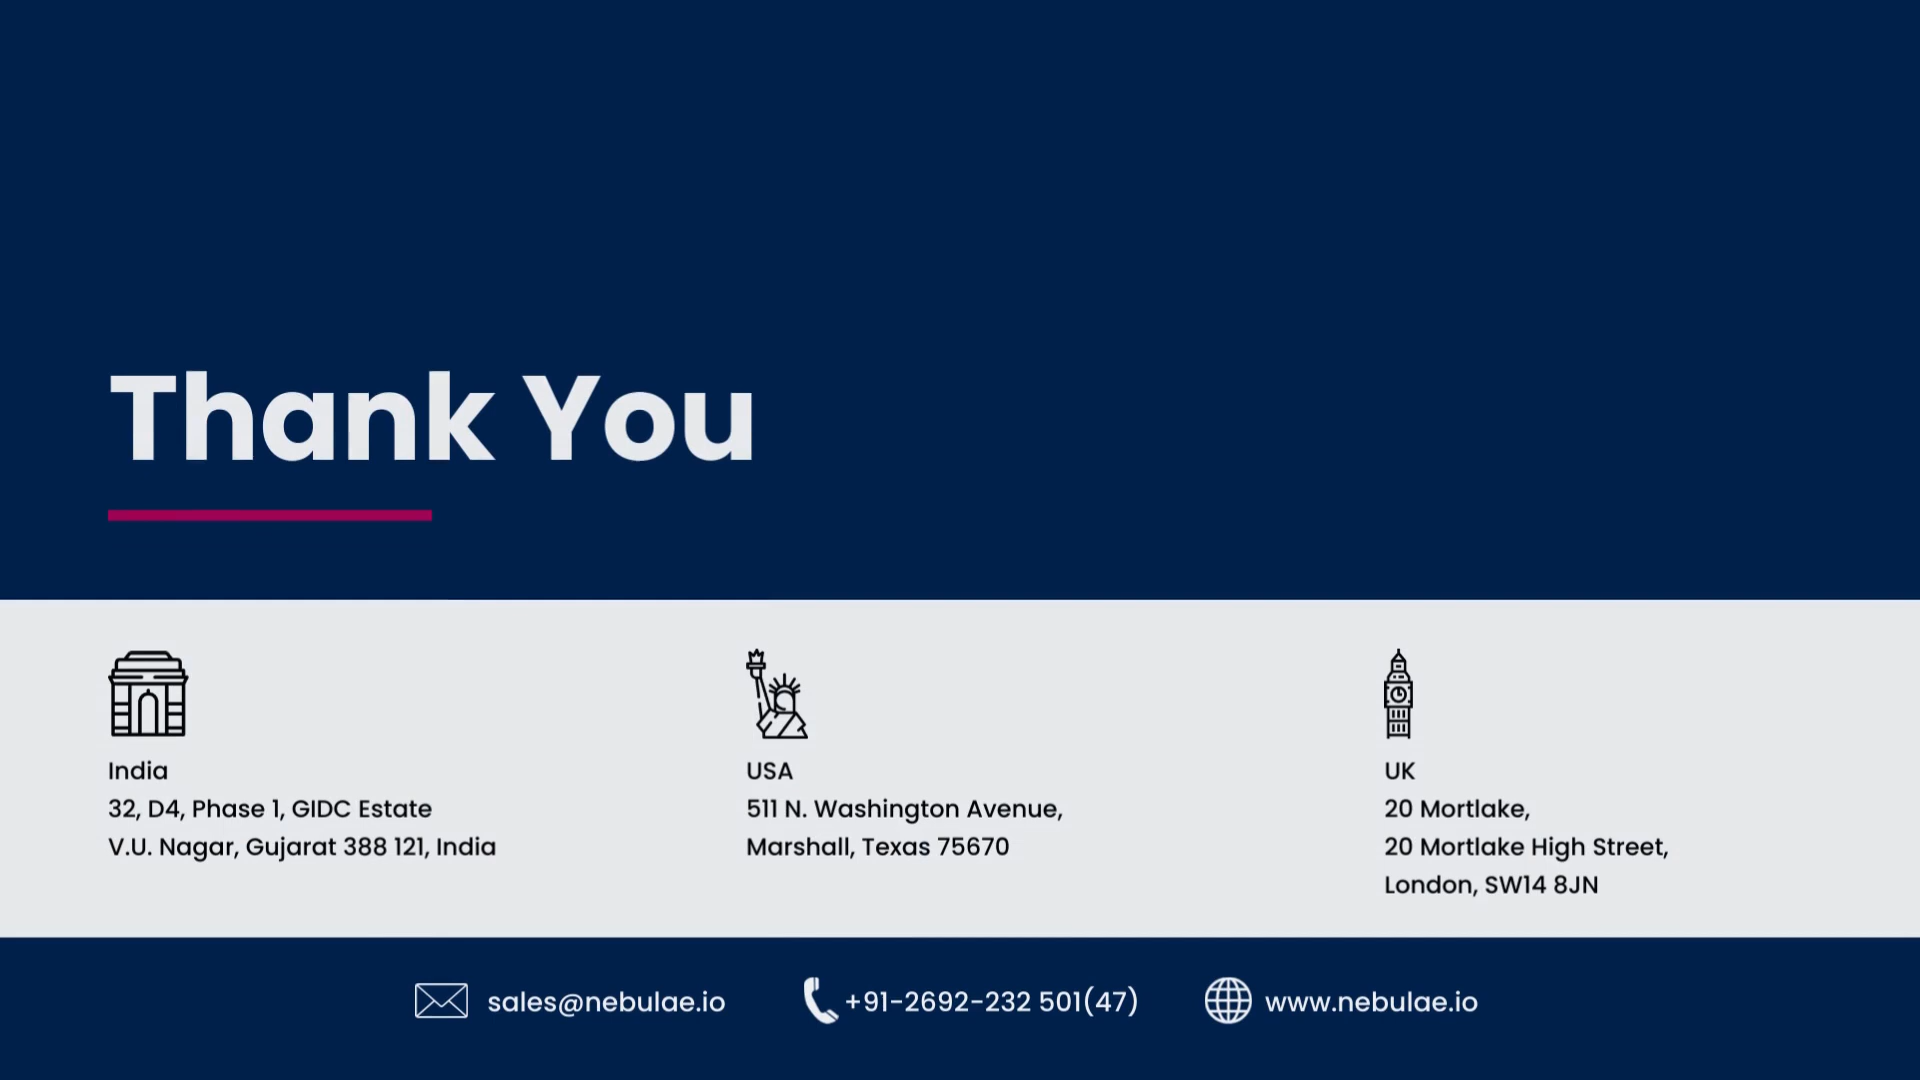 Thank You
India
32, D4, Phase 1, GIDC Estate
V.U. Nagar, Gujarat 388 121, India
USA
511 N. Washington Avenue,
Marshall, Texas 75670
UK
20 Mortlake,
20 Mortlake High Street,
London, SW14 8JN
sales@nebulae.io
+91-2692-232 501(47)
www.nebulae.io